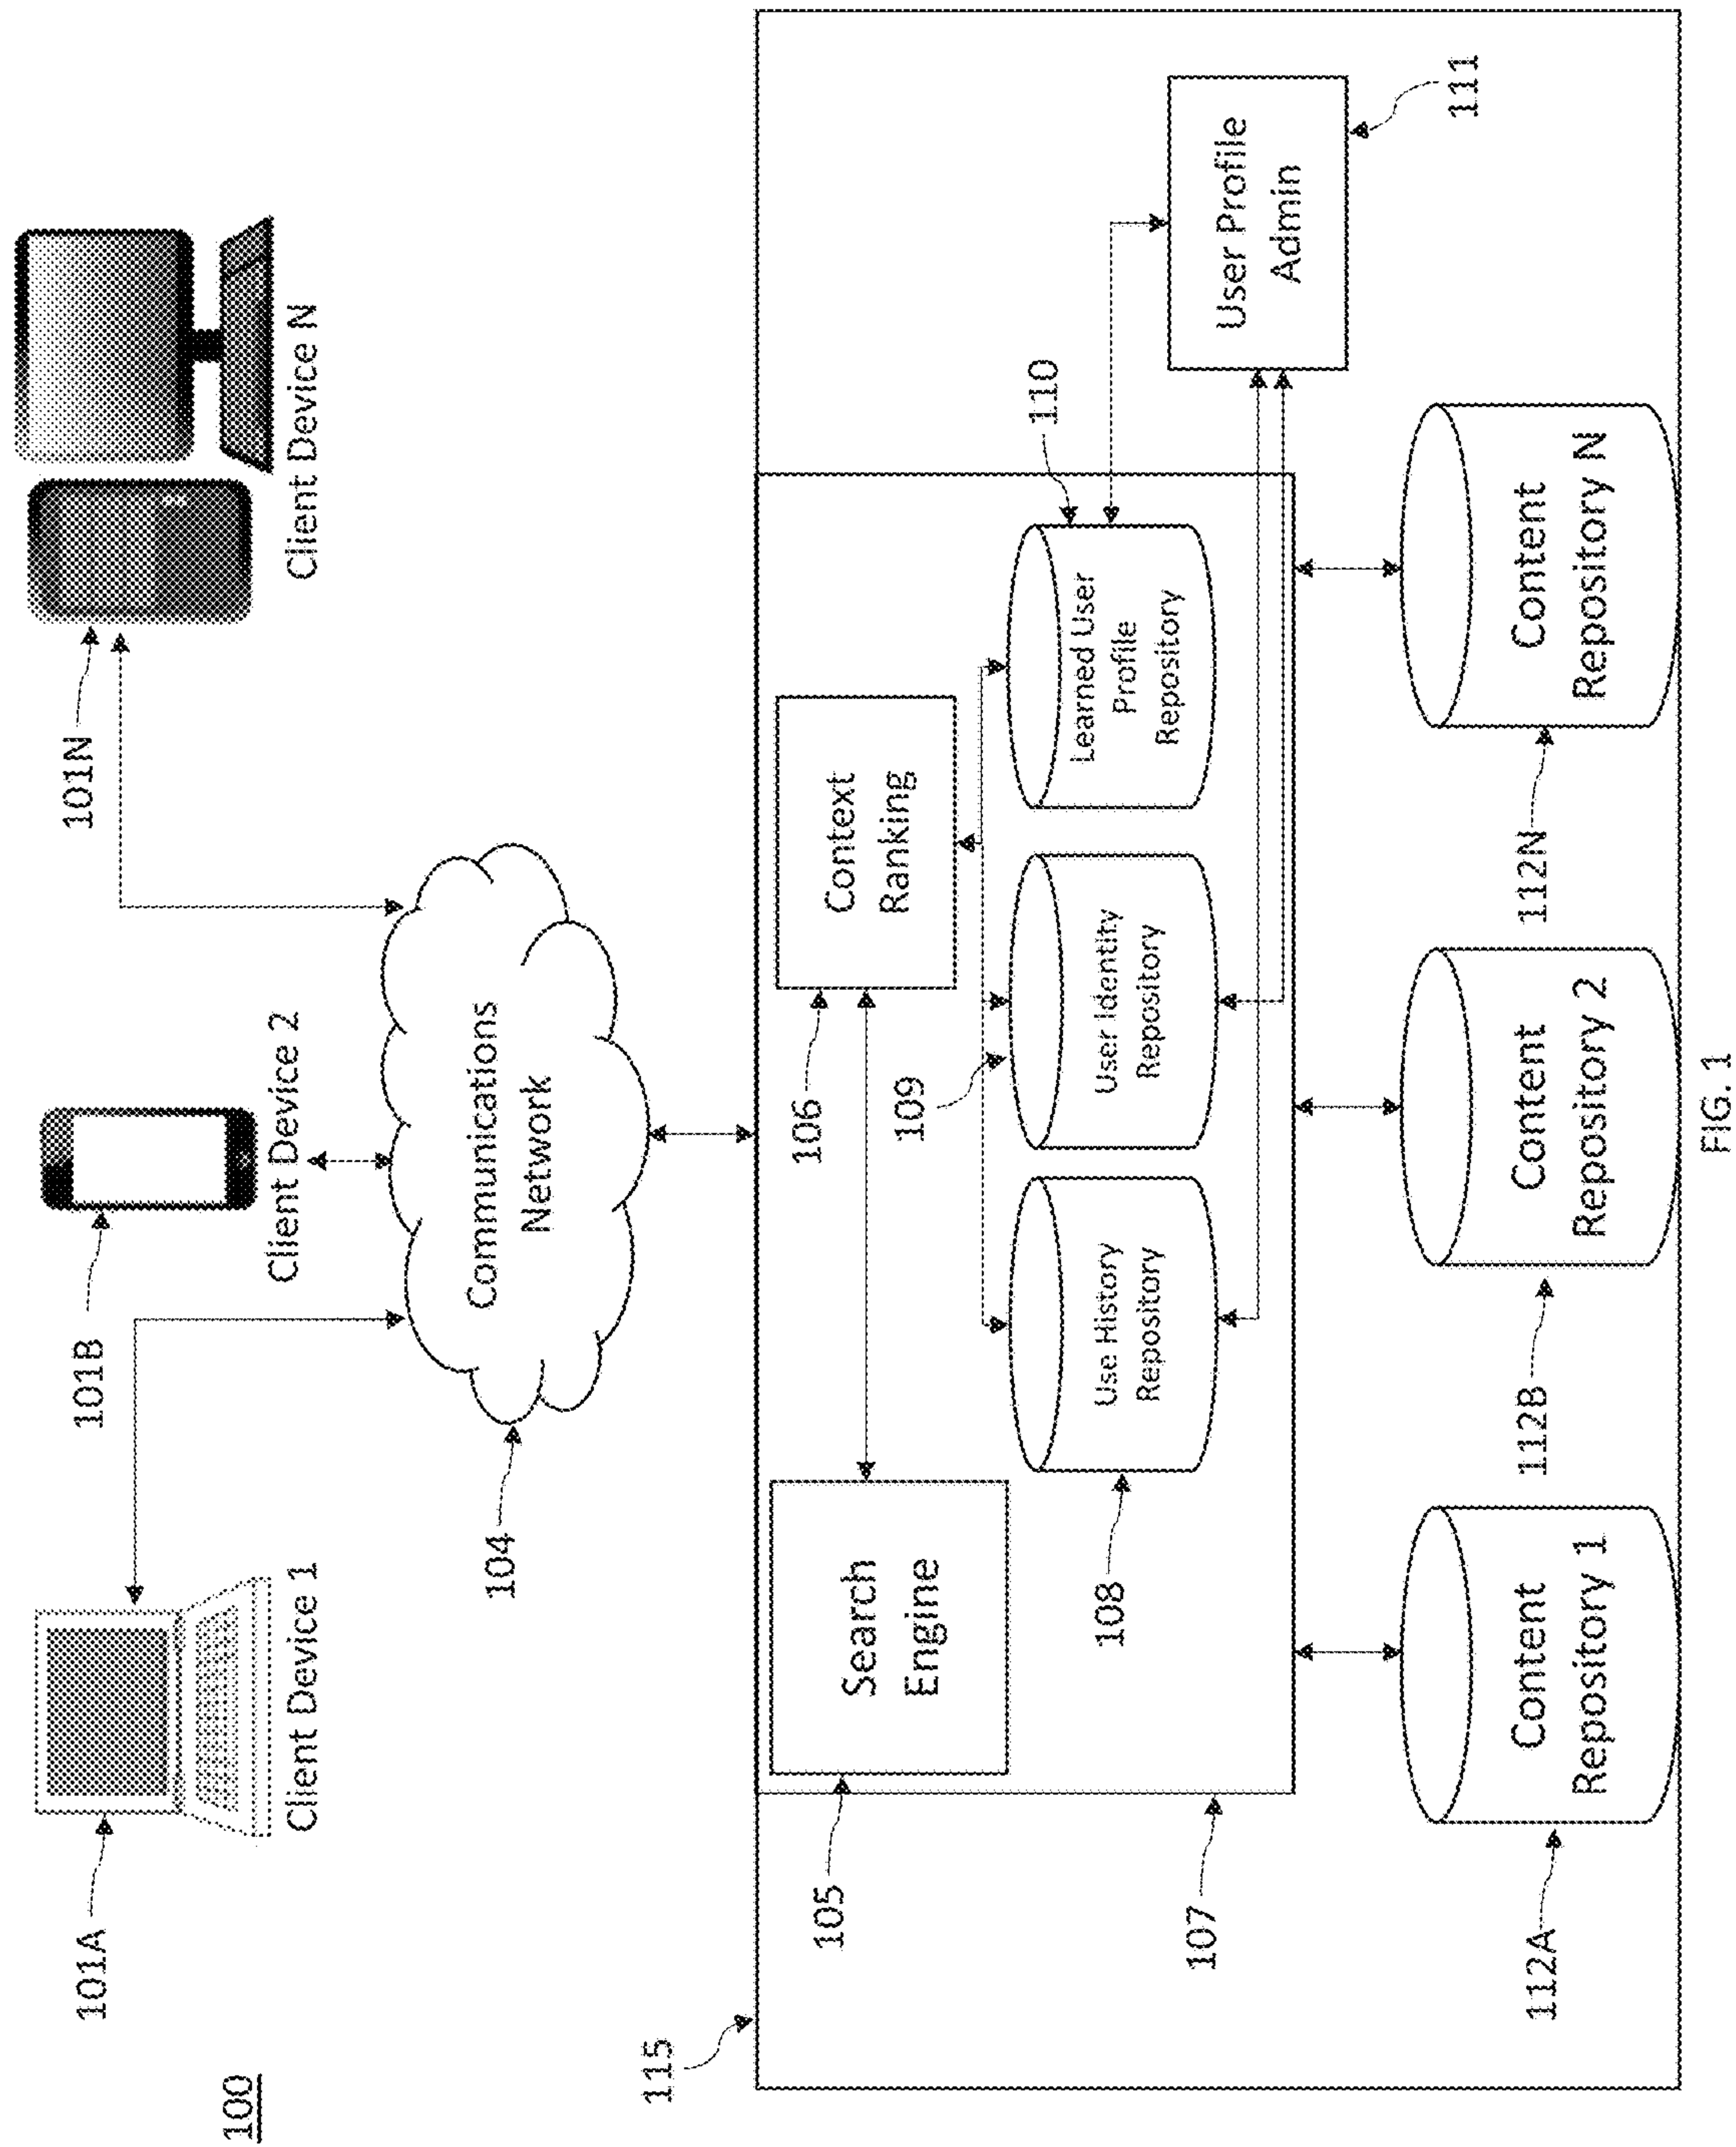 100
101A
Client Device 1
101B
Client Device 2
101N
Client Device N
104
Communications
Network
115
105
Search
Engine
106
Context
Ranking
107
108
Use History
Repository
109
User Identity
Repository
110
Learned User
Profile
Repository
User Profile
Admin
111
112A
Content
Repository 1
112B
Content
Repository 2
112N
Content
Repository N
FIG. 1